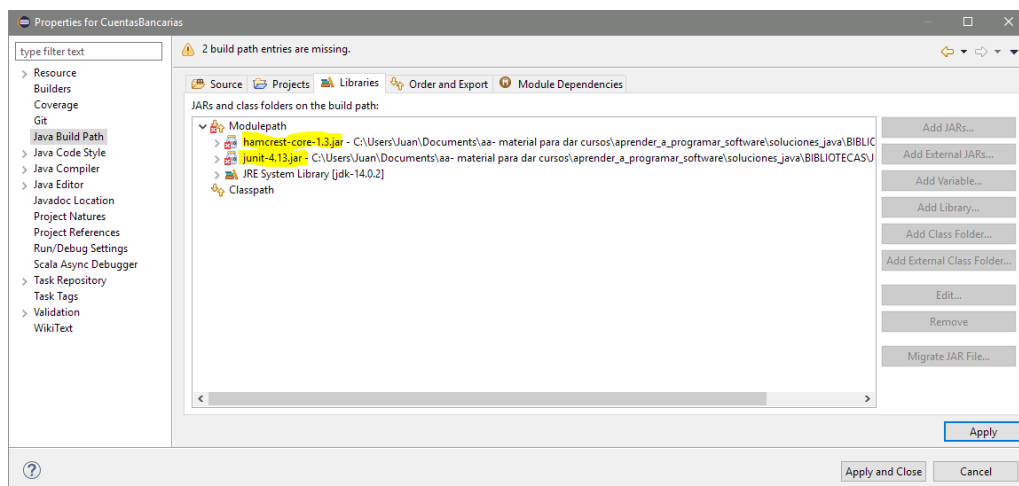 Properties for CuentasBancarias
type filter text
2 build path entries are missing.
Resource
Builders
Coverage
Git
Java Build Path
Java Code Style
Java Compiler
Java Editor
Javadoc Location
Project Natures
Project References
Run/Debug Settings
Scala Async Debugger
Task Repository
Task Tags
Validation
WikiText
Source Projects Libraries Order and Export Module Dependencies
JARs and class folders on the build path:
Modulepath
hamcrest-core-1.3.jar - C:\Users\Juan\Documents\aa- material para dar cursos\aprender_a_programar_software\soluciones_java\BIBLIC
junit-4.13.jar - C:\Users\Juan\Documents\aa- material para dar cursos\aprender_a_programar_software\soluciones_java\BIBLIOTECAS\J
JRE System Library [jdk-14.0.2]
Classpath
Add JARs...
Add External JARs...
Add Variable...
Add Library...
Add Class Folder...
Add External Class Folder...
Edit...
Remove
Migrate JAR File...
Apply
Apply and Close
Cancel